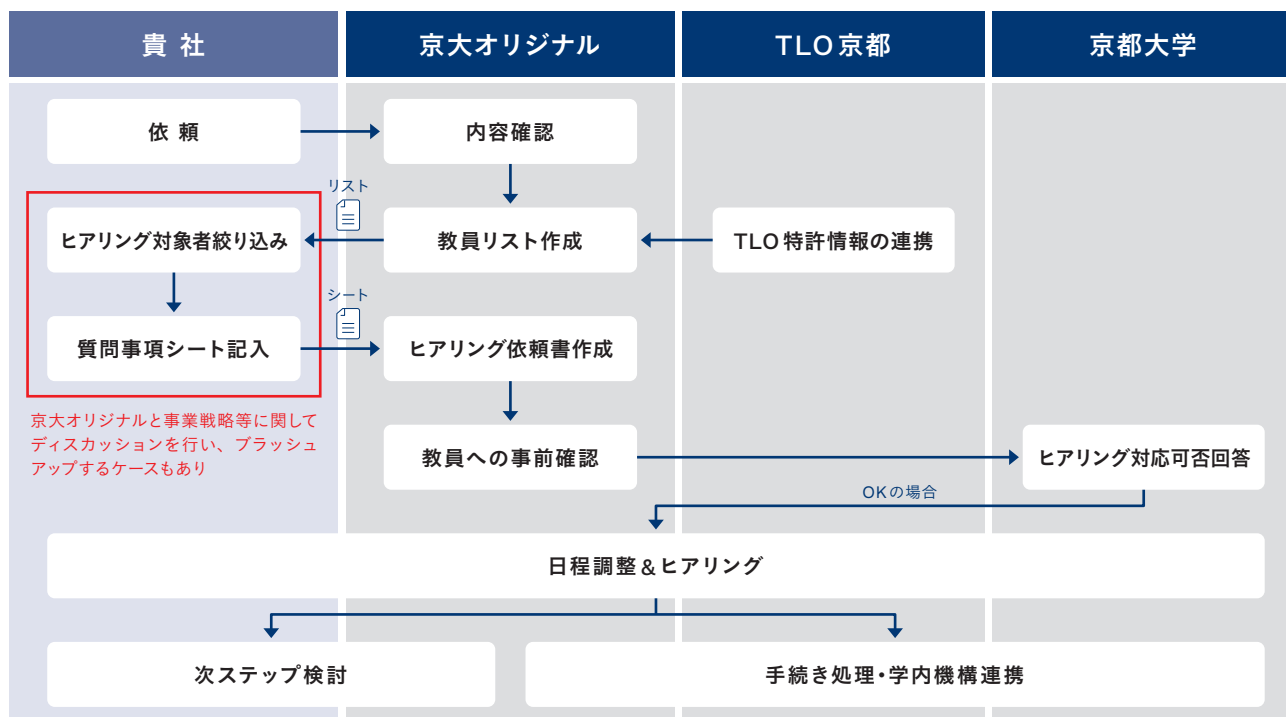 貴社
京大オリジナル
TLO京都
京都大学
依頼
内容確認
リスト
ヒアリング対象者絞り込み
教員リスト作成
TLO特許情報の連携
シート
質問事項シート記入
ヒアリング依頼書作成
京大オリジナルと事業戦略等に関して
ディスカッションを行い、ブラッシュ
アップするケースもあり
教員への事前確認
ヒアリング対応可否回答
OKの場合
日程調整&ヒアリング
次ステップ検討
手続き処理・学内機構連携